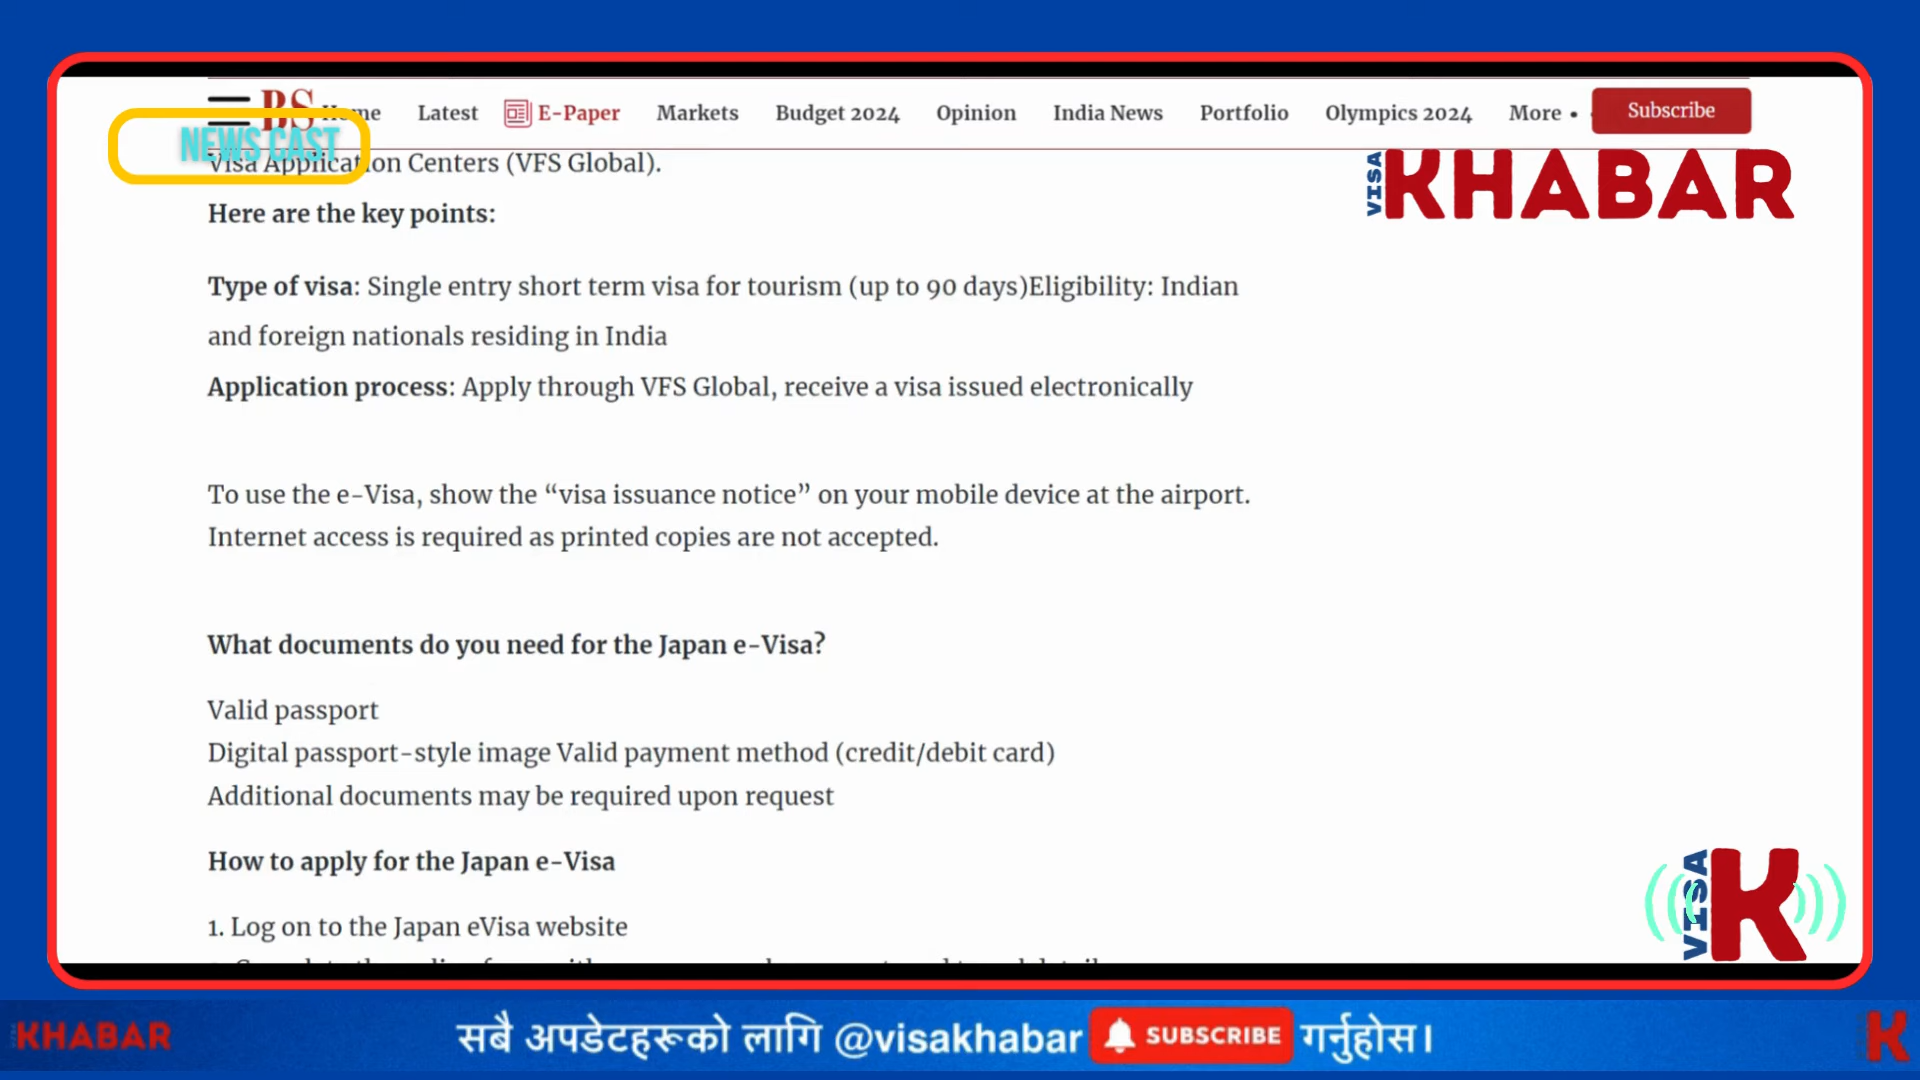 BS Home Latest E-Paper Markets Budget 2024 Opinion India News Portfolio Olympics 2024 More • Subscribe
NEWS CAST
Visa Application Centers (VFS Global).
VISA KHABAR
Here are the key points:
Type of visa: Single entry short term visa for tourism (up to 90 days)Eligibility: Indian
and foreign nationals residing in India
Application process: Apply through VFS Global, receive a visa issued electronically
To use the e-Visa, show the “visa issuance notice” on your mobile device at the airport.
Internet access is required as printed copies are not accepted.
What documents do you need for the Japan e-Visa?
Valid passport
Digital passport-style image Valid payment method (credit/debit card)
Additional documents may be required upon request
How to apply for the Japan e-Visa
1. Log on to the Japan eVisa website
VISA K
KHABAR
सबै अपडेटहरूको लागि @visakhabar SUBSCRIBE गर्नुहोस।
K